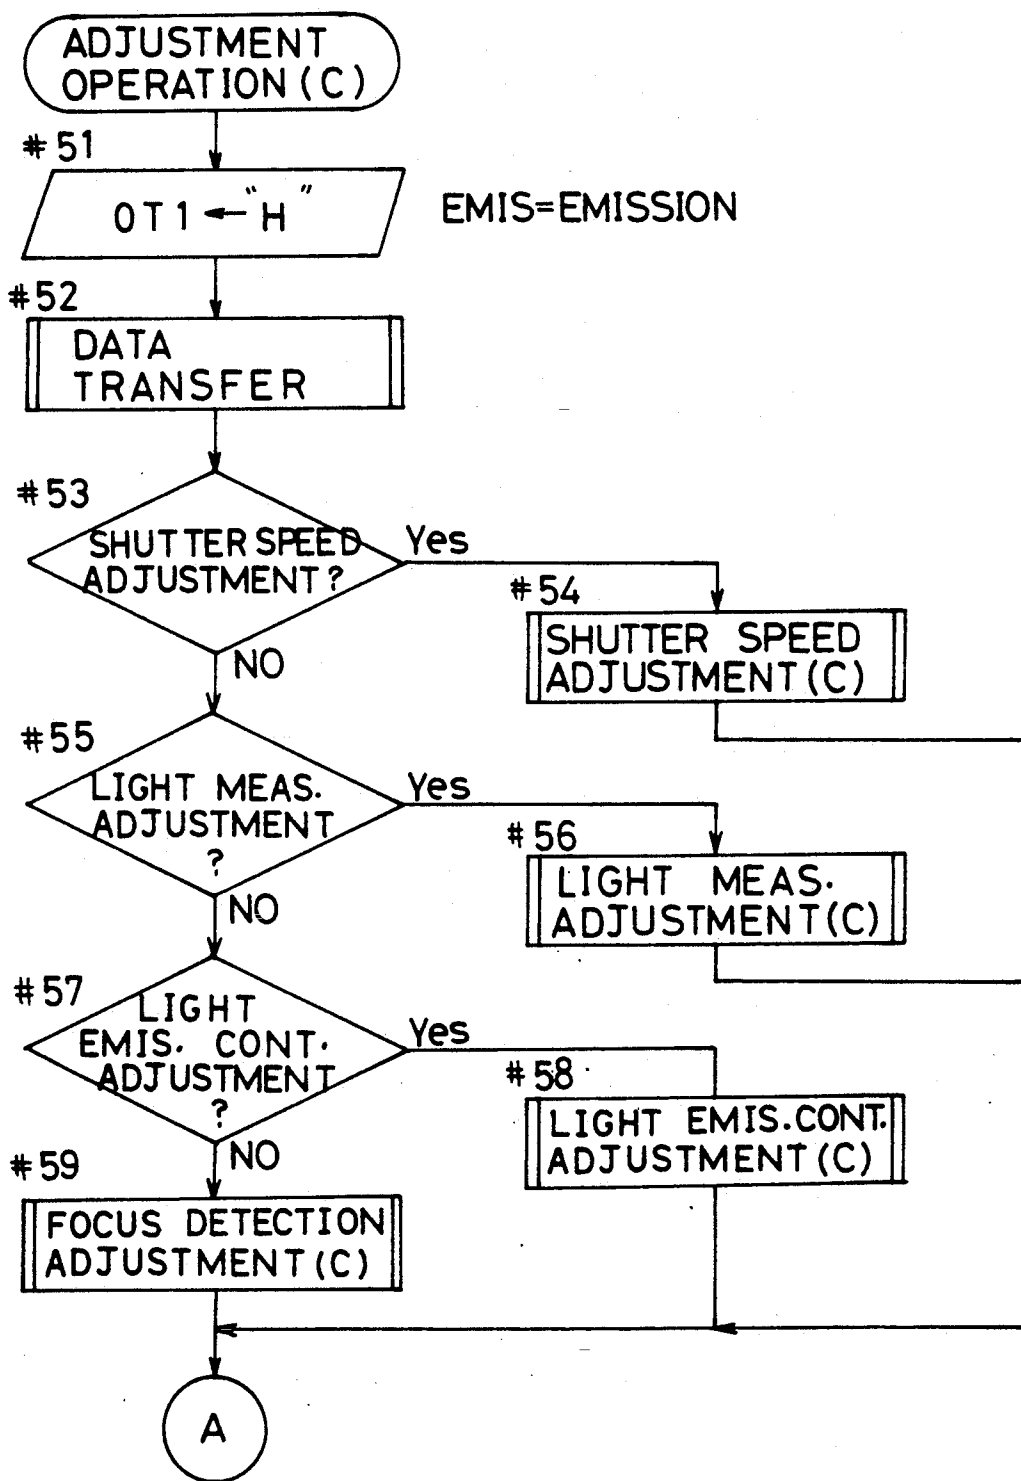 ADJUSTMENT
OPERATION(C)
#51
OT1 ← "H"
EMIS=EMISSION
#52
DATA
TRANSFER
#53
SHUTTER SPEED
ADJUSTMENT?
Yes
NO
#54
SHUTTER SPEED
ADJUSTMENT(C)
#55
LIGHT MEAS.
ADJUSTMENT
?
Yes
NO
#56
LIGHT MEAS.
ADJUSTMENT(C)
#57
LIGHT
EMIS. CONT.
ADJUSTMENT
?
Yes
NO
#58
LIGHT EMIS.CONT.
ADJUSTMENT(C)
#59
FOCUS DETECTION
ADJUSTMENT(C)
A